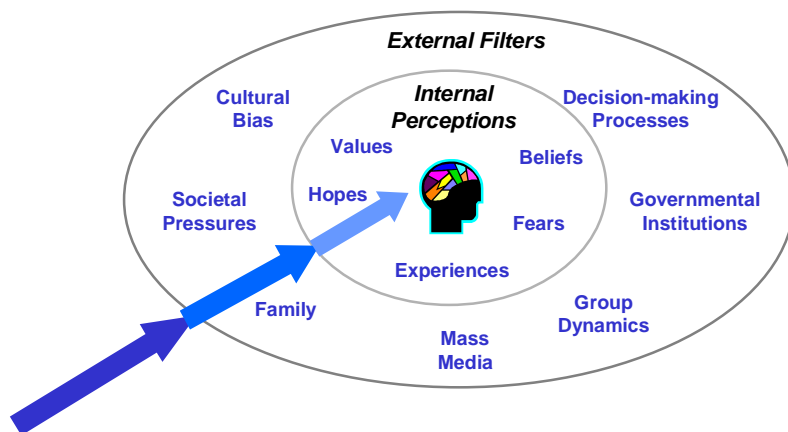 External Filters
Cultural
Bias
Internal
Perceptions
Decision-making
Processes
Values
Beliefs
Societal
Pressures
Hopes
Governmental
Institutions
Fears
Experiences
Family
Group
Dynamics
Mass
Media